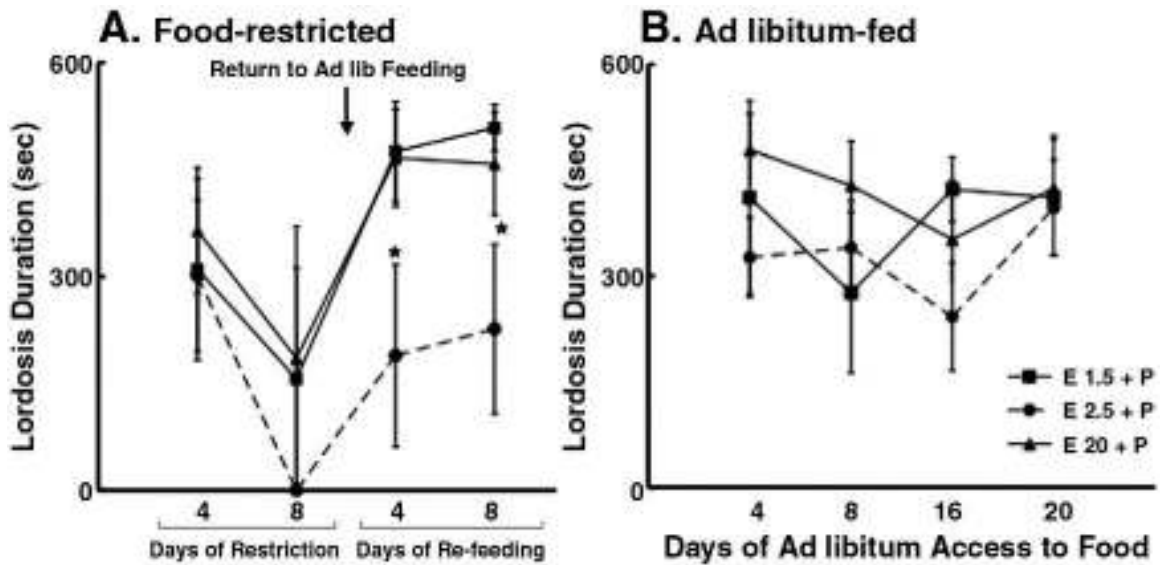 A. Food-restricted
Return to Ad lib Feeding
600
300
0
Lordosis Duration (sec)
4 8 4 8
Days of Restriction Days of Re-feeding
B. Ad libitum-fed
600
300
0
Lordosis Duration (sec)
E 1.5 + P
E 2.5 + P
E 20 + P
4 8 16 20
Days of Ad libitum Access to Food